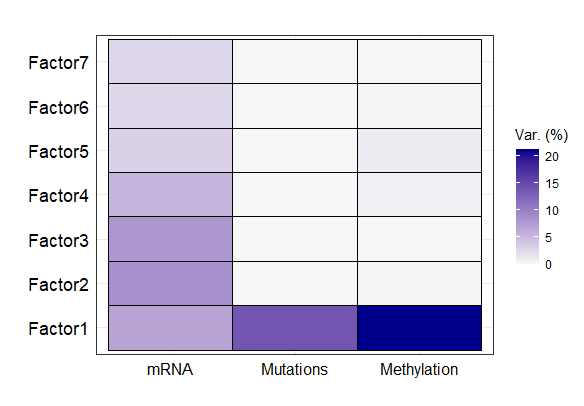 Factor7
Factor6
Factor5
Factor4
Factor3
Factor2
Factor1
mRNA Mutations Methylation
Var. (%)
20
15
10
5
0